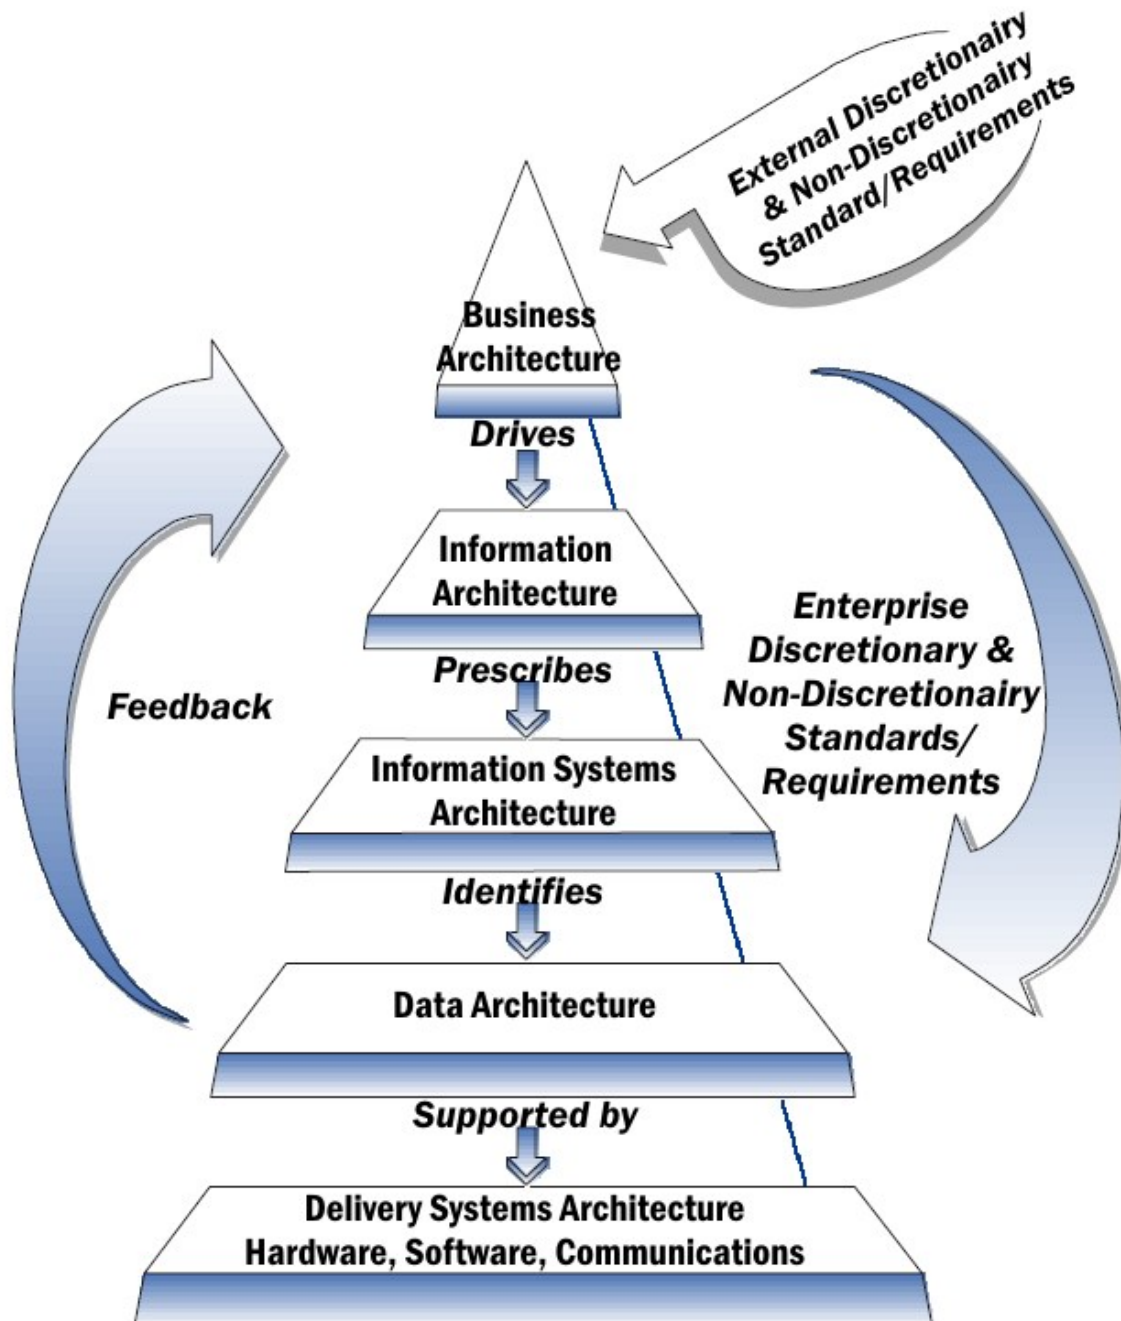 External Discretionairy
& Non-Discretionairy
Standard/Requirements
Business
Architecture
Drives
Information
Architecture
Prescribes
Enterprise
Discretionary &
Non-Discretionairy
Standards/
Requirements
Feedback
Information Systems
Architecture
Identifies
Data Architecture
Supported by
Delivery Systems Architecture
Hardware, Software, Communications